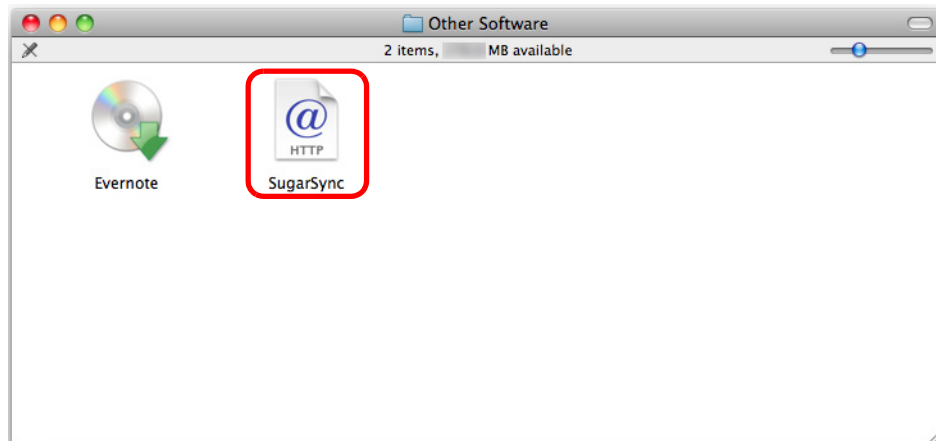 Other Software
2 items, MB available
@
HTTP
Evernote
SugarSync